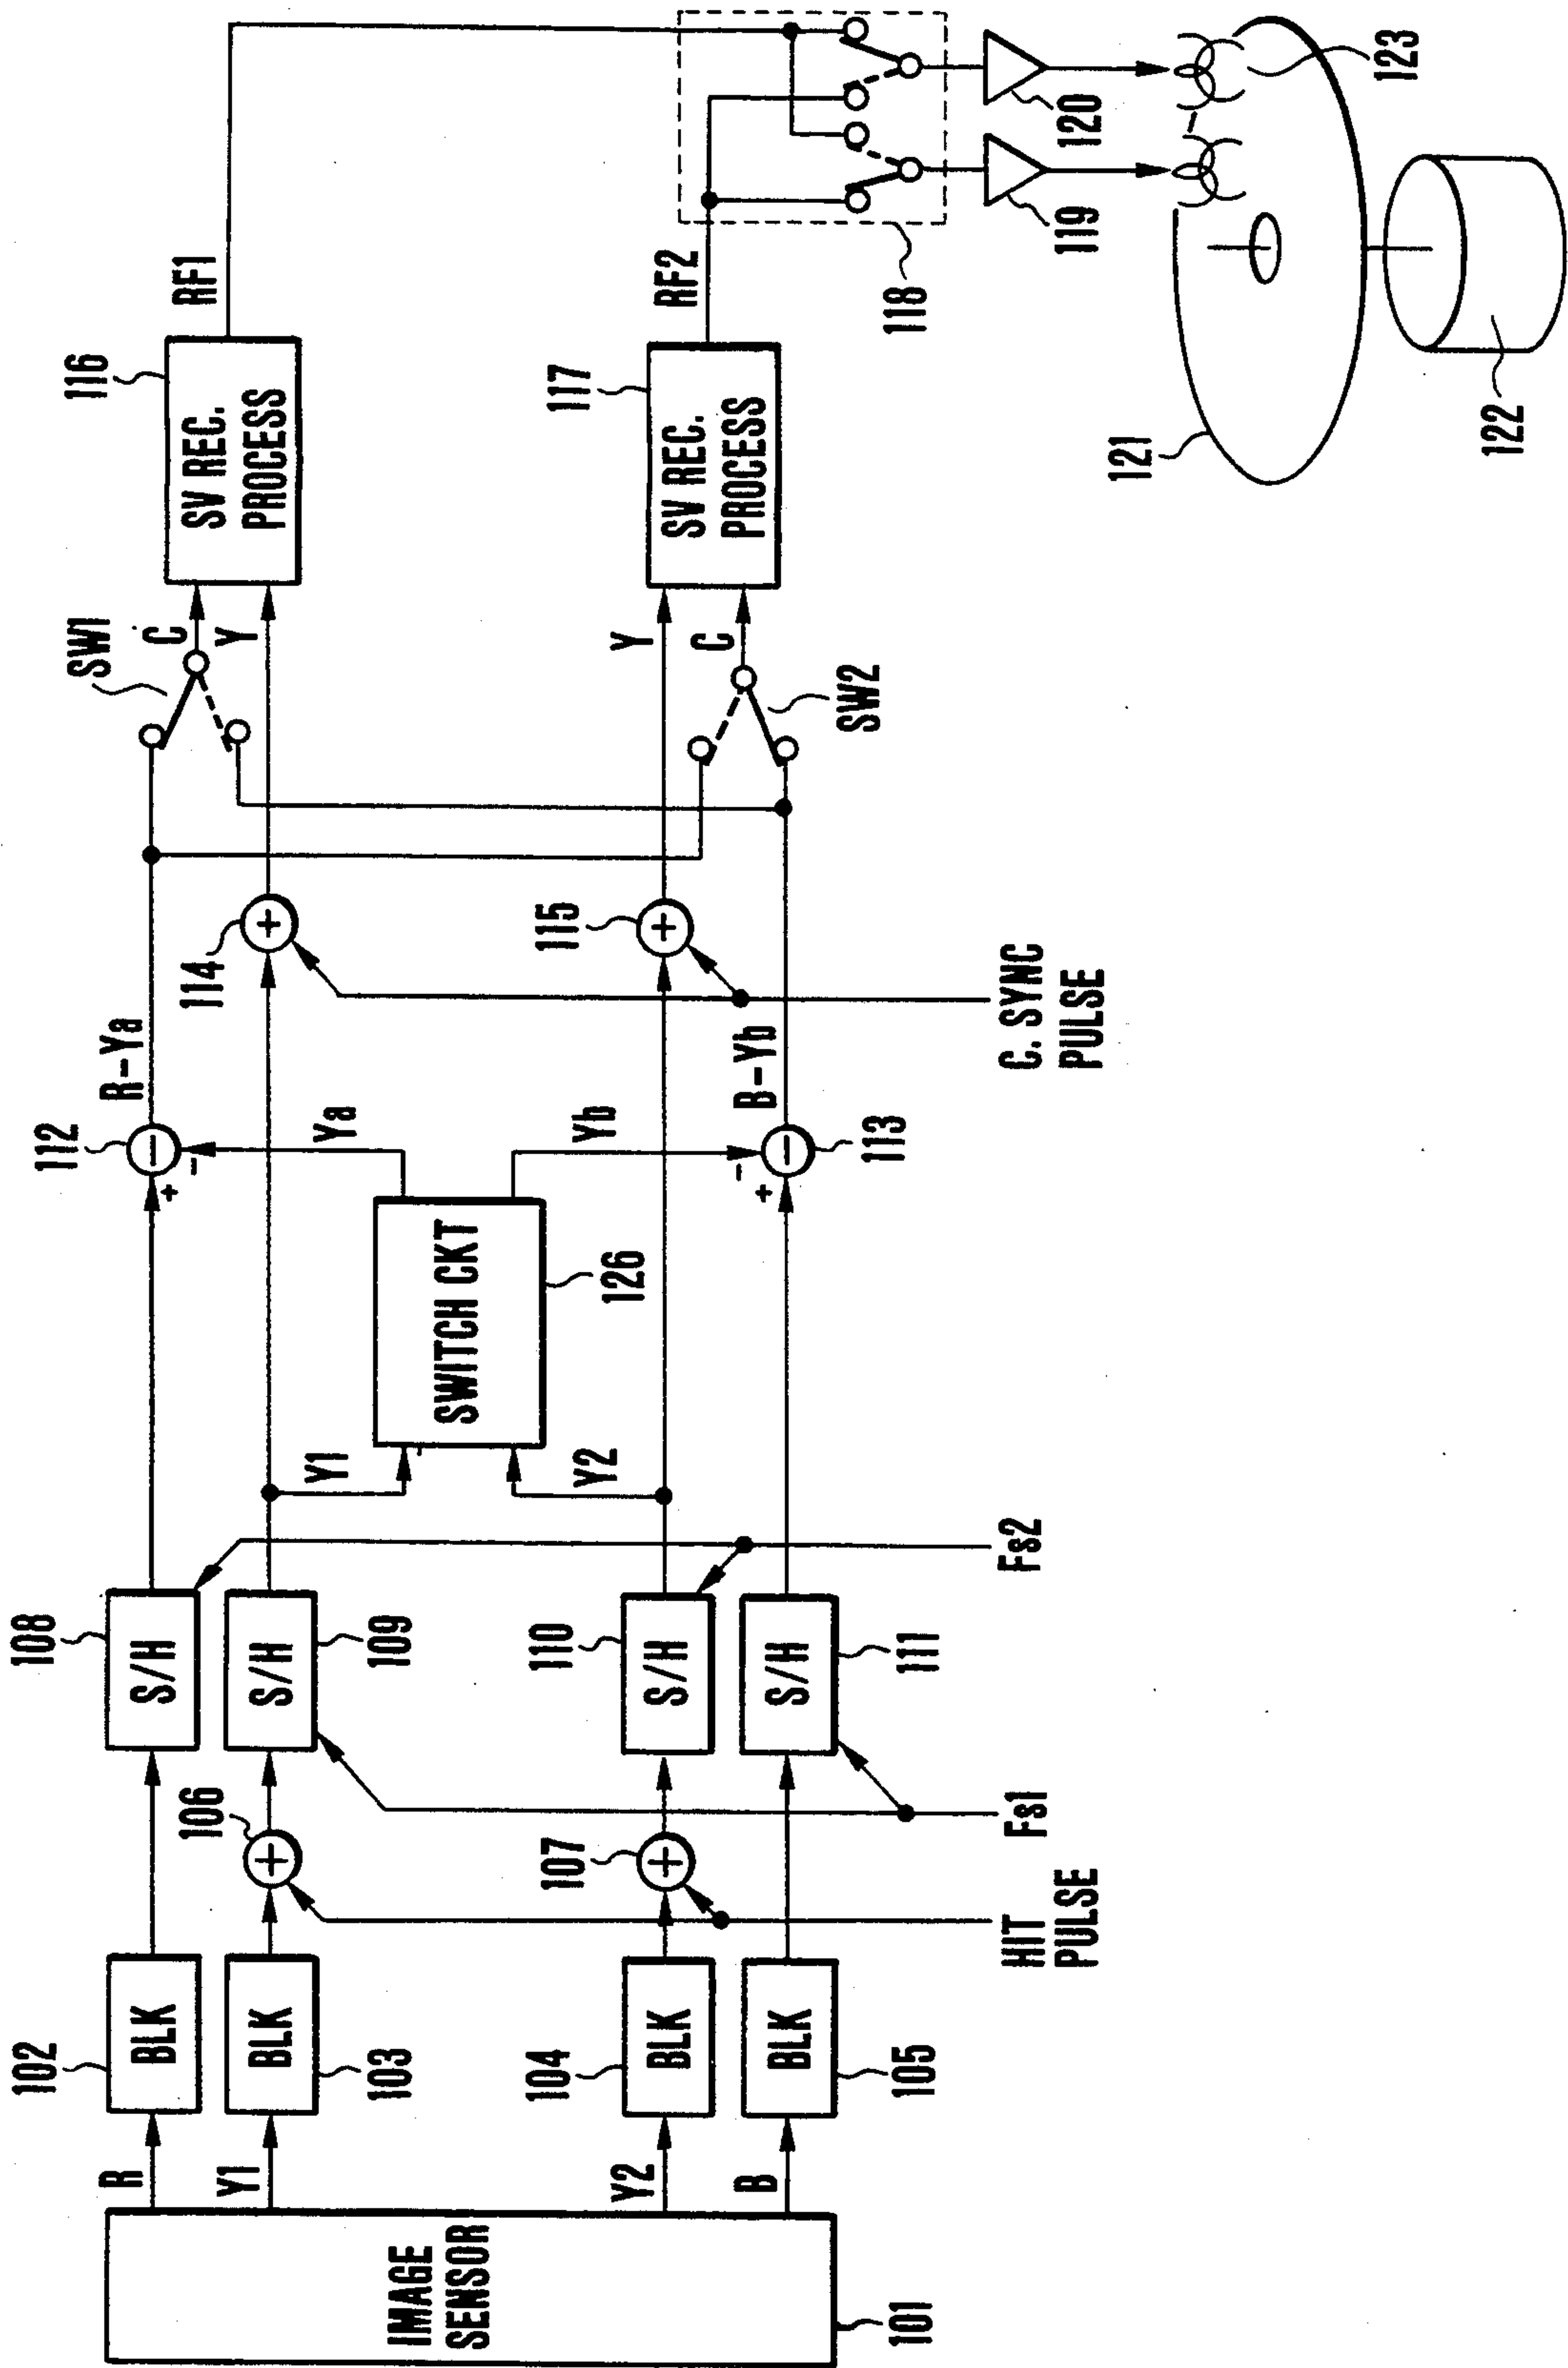 IMAGE
SENSOR
101
R
Y1
Y2
B
102
BLK
BLK
103
104
BLK
BLK
105
HIT
PULSE
106
107
Fs1
108
S/H
S/H
109
110
S/H
S/H
111
Fs2
Y1
Y2
SWITCH CKT
126
Ya
Yb
112
+
-
R-Ya
113
+
-
B-Yb
114
115
C. SYNC
PULSE
SW1
C
Y
Y
C
SW2
116
SV REC.
PROCESS
117
SV REC.
PROCESS
RF1
RF2
118
119
120
121
122
123